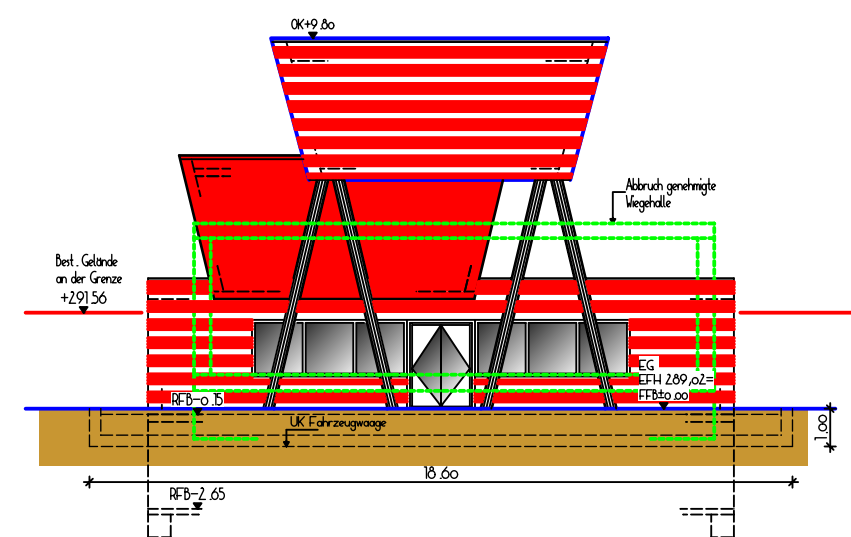 OK+9.80
Abbruch genehmigte
Wiegehalle
Best. Gelände
an der Grenze
+291.56
EG
EFH 289,02=
FFB±0.00
RFB-0.15
UK Fahrzeugwaage
1.00
18.60
RFB-2.65